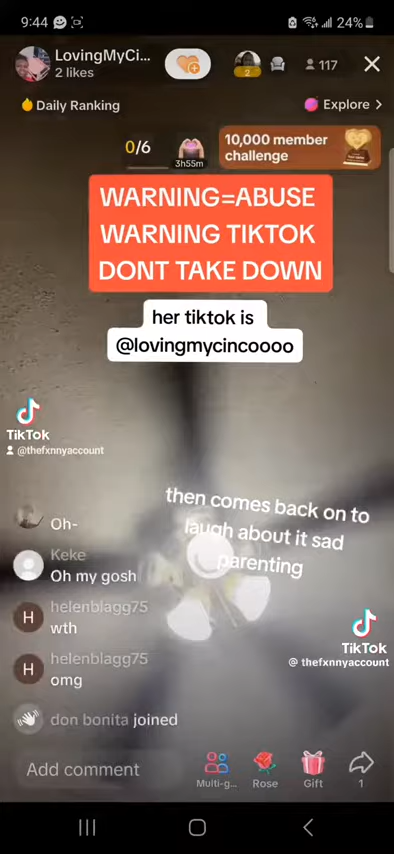 9:44
24%
LovingMyCi...
2 likes
2
117
Daily Ranking
Explore >
0/6
3h55m
10,000 member
challenge
WARNING=ABUSE
WARNING TIKTOK
DONT TAKE DOWN
her tiktok is
@lovingmycincoooo
TikTok
@thefxnnyaccount
then comes back on to
laugh about it sad
parenting
Oh-
Keke
Oh my gosh
H
helenblagg75
wth
H
helenblagg75
omg
TikTok
@ thefxnnyaccount
don bonita joined
Add comment
Multi-g...
Rose
Gift
1